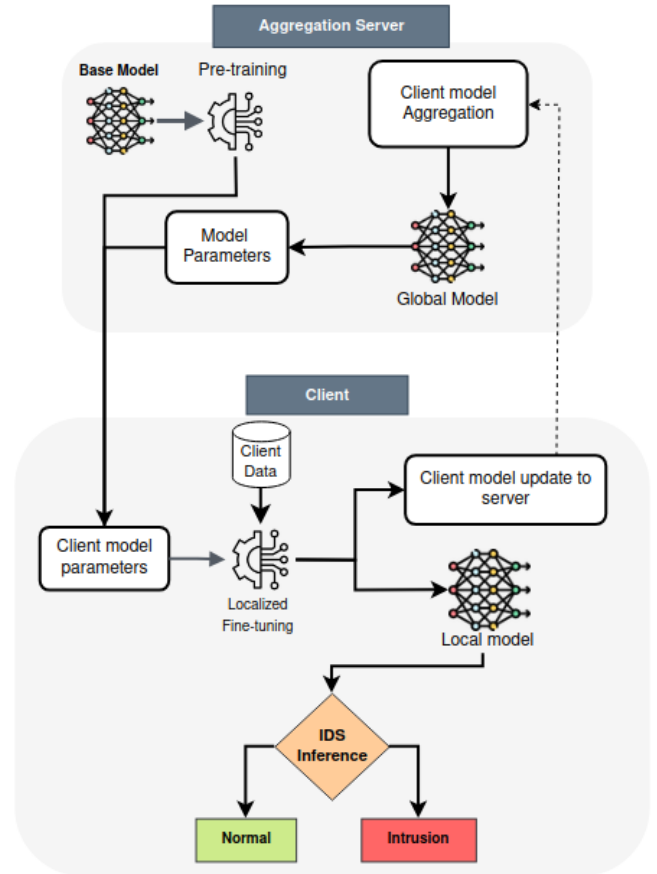 Aggregation Server
Base Model
Pre-training
Client model
Aggregation
Model
Parameters
Global Model
Client
Client
Data
Client model update to
server
Client model
parameters
Localized
Fine-tuning
Local model
IDS
Inference
Normal
Intrusion